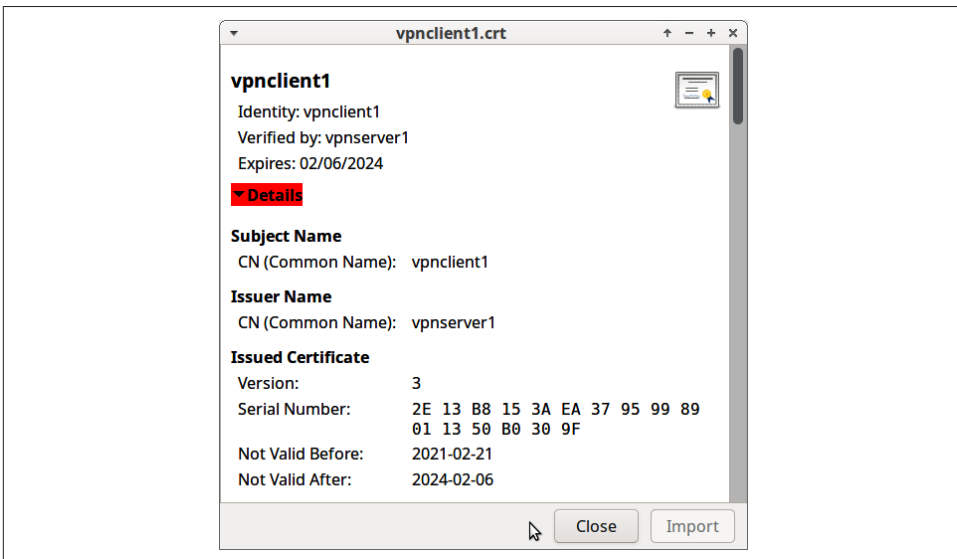 vpnclient1.crt
vpnclient1
Identity: vpnclient1
Verified by: vpnserver1
Expires: 02/06/2024
Details
Subject Name
CN (Common Name): vpnclient1
Issuer Name
CN (Common Name): vpnserver1
Issued Certificate
Version: 3
Serial Number: 2E 13 B8 15 3A EA 37 95 99 89
01 13 50 B0 30 9F
Not Valid Before: 2021-02-21
Not Valid After: 2024-02-06
Close Import